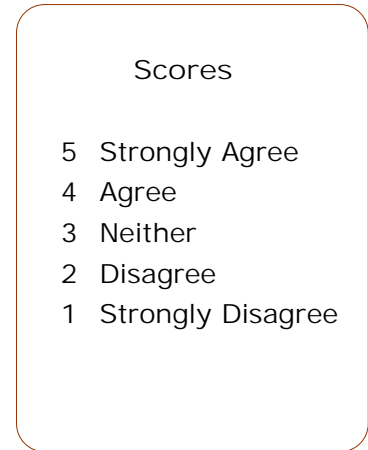 Scores
5 Strongly Agree
4 Agree
3 Neither
2 Disagree
1 Strongly Disagree